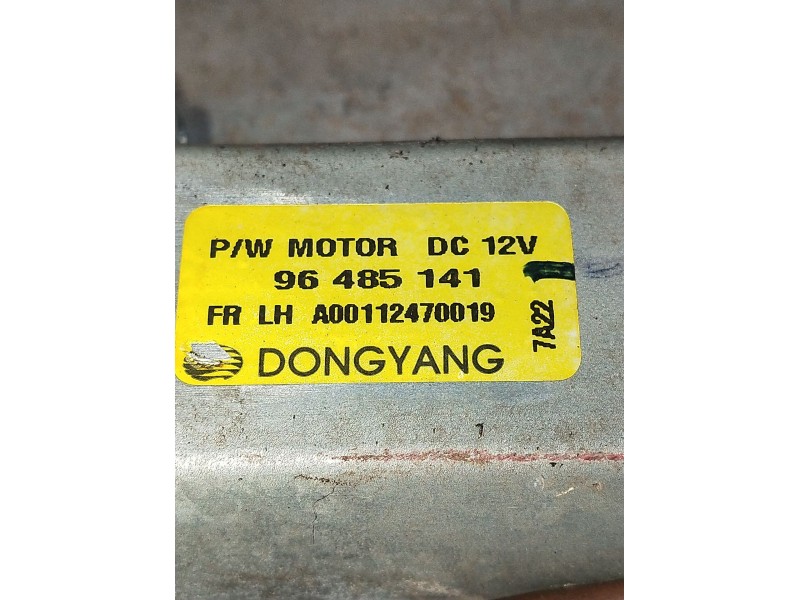 P/W MOTOR DC 12V
96 485 141
FR LH A00112470019
7A22
DONGYANG